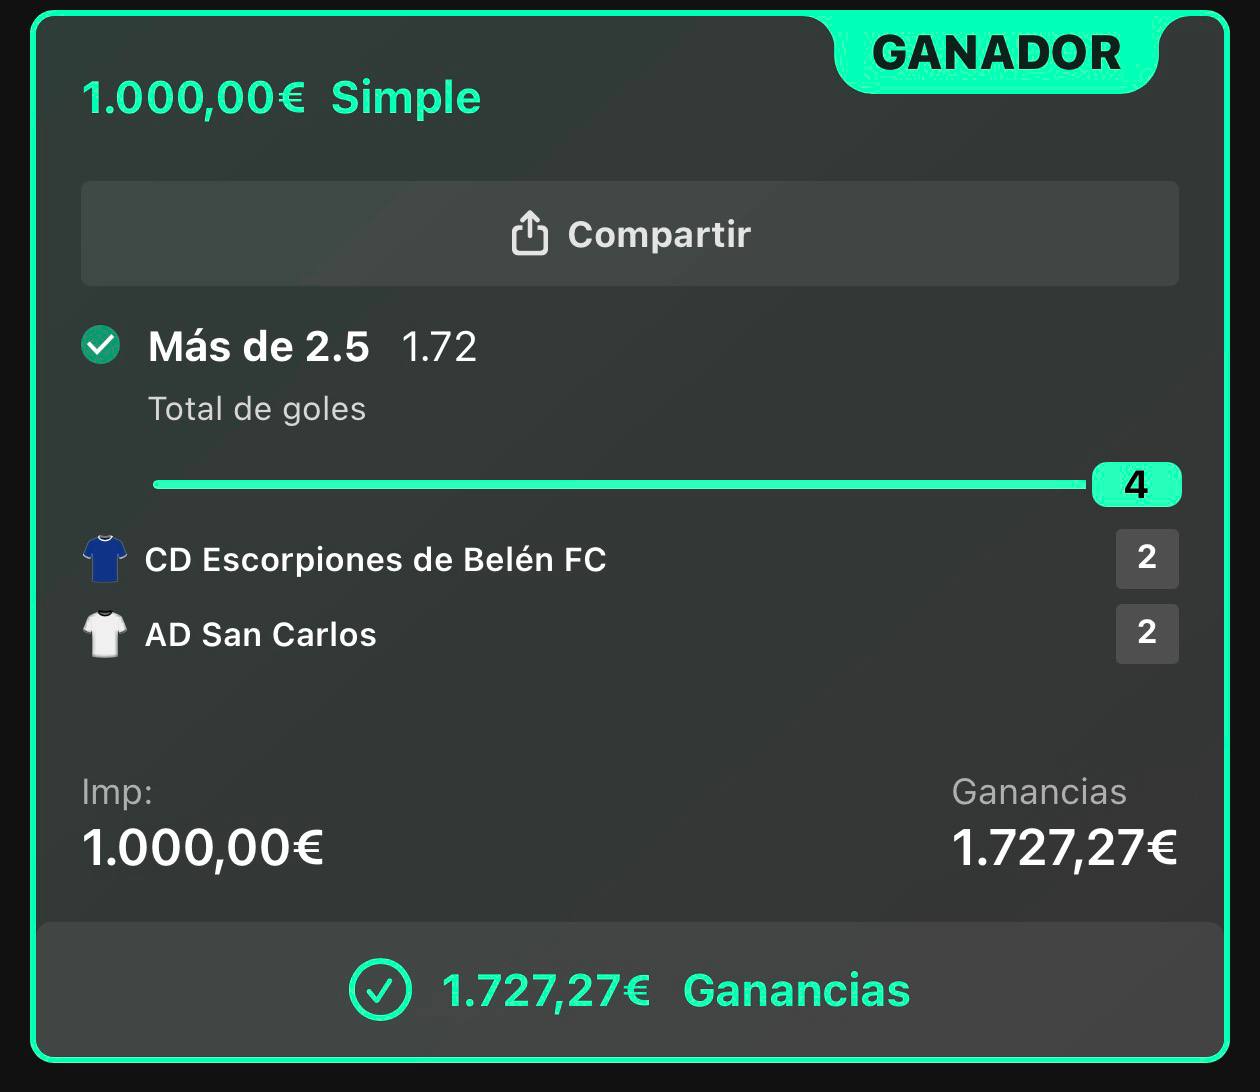 GANADOR
1.000,00€ Simple
Compartir
Más de 2.5 1.72
Total de goles
4
CD Escorpiones de Belén FC 2
AD San Carlos 2
Imp: Ganancias
1.000,00€ 1.727,27€
1.727,27€ Ganancias